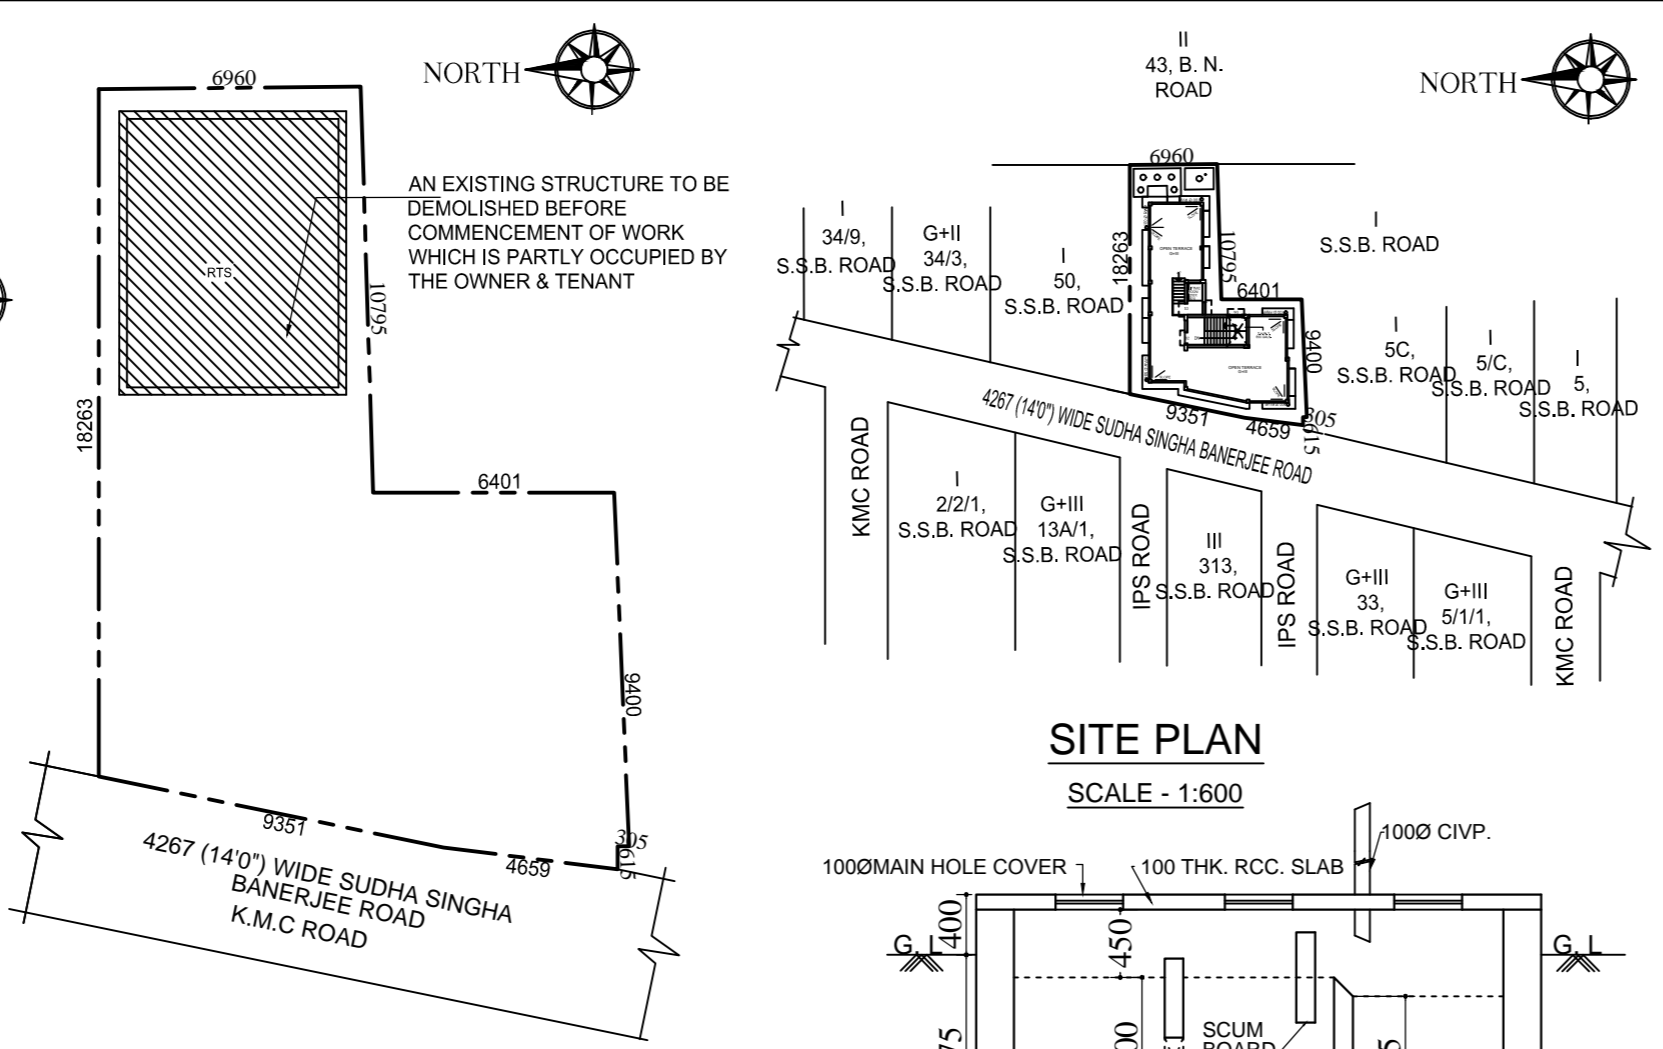 NORTH
6960
AN EXISTING STRUCTURE TO BE
DEMOLISHED BEFORE
COMMENCEMENT OF WORK
WHICH IS PARTLY OCCUPIED BY
THE OWNER & TENANT
RTS
10795
18263
6401
9400
9351
4659
305
615
4267 (14'0") WIDE SUDHA SINGHA
BANERJEE ROAD
K.M.C ROAD
II
43, B. N.
ROAD
NORTH
6960
I
34/9,
S.S.B. ROAD
G+II
34/3,
S.S.B. ROAD
I
50,
S.S.B. ROAD
18263
10795
OPEN TERRACE
6401
I
S.S.B. ROAD
9400
OPEN TERRACE
I
5C,
S.S.B. ROAD
I
5/C,
S.S.B. ROAD
I
5,
S.S.B. ROAD
9351
4659
305
615
4267 (14'0") WIDE SUDHA SINGHA BANERJEE ROAD
KMC ROAD
I
2/2/1,
S.S.B. ROAD
G+III
13A/1,
S.S.B. ROAD
IPS ROAD
III
313,
S.S.B. ROAD
IPS ROAD
G+III
33,
S.S.B. ROAD
G+III
5/1/1,
S.S.B. ROAD
KMC ROAD
SITE PLAN
SCALE - 1:600
100Ø CIVP.
100ØMAIN HOLE COVER
100 THK. RCC. SLAB
400
450
G. L
G. L
SCUM
BOARD